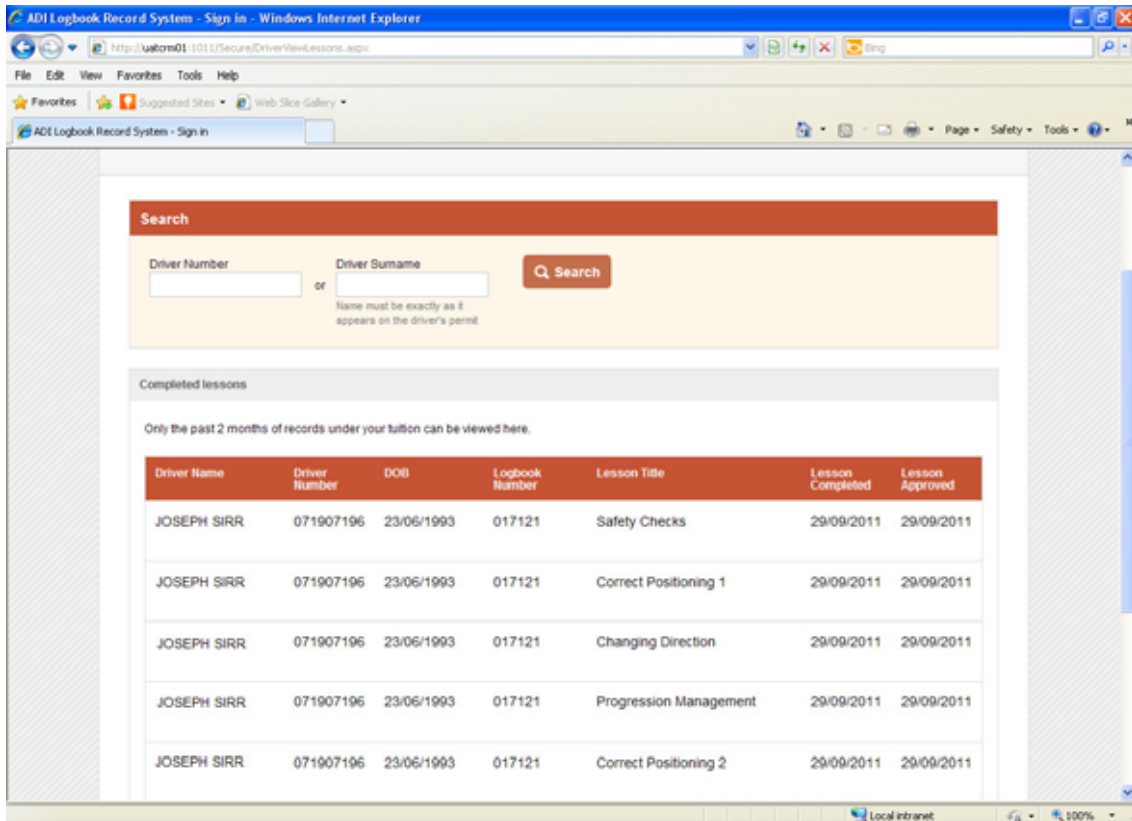 ADI Logbook Record System - Sign in - Windows Internet Explorer
http://uatcrm01:1011/Secure/DriverViewLessons.aspx Bing
File Edit View Favorites Tools Help
Favorites Suggested Sites Web Slice Gallery
ADI Logbook Record System - Sign in Page Safety Tools
Search
Driver Number Driver Surname
or Search
Name must be exactly as it
appears on the driver's permit
Completed lessons
Only the past 2 months of records under your tuition can be viewed here.
Driver Name Driver Number DOB Logbook Number Lesson Title Lesson Completed Lesson Approved
JOSEPH SIRR 071907196 23/06/1993 017121 Safety Checks 29/09/2011 29/09/2011
JOSEPH SIRR 071907196 23/06/1993 017121 Correct Positioning 1 29/09/2011 29/09/2011
JOSEPH SIRR 071907196 23/06/1993 017121 Changing Direction 29/09/2011 29/09/2011
JOSEPH SIRR 071907196 23/06/1993 017121 Progression Management 29/09/2011 29/09/2011
JOSEPH SIRR 071907196 23/06/1993 017121 Correct Positioning 2 29/09/2011 29/09/2011
Local intranet 100%